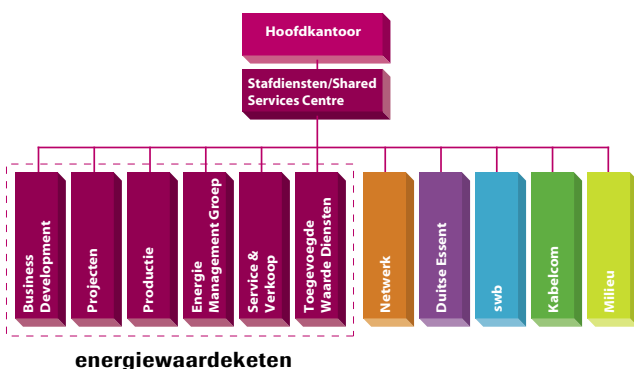 Hoofdkantoor
Stafdiensten/Shared
Services Centre
Business
Development
Projecten
Productie
Energie
Management Groep
Service &
Verkoop
Toegevoegde
Waarde Diensten
Netwerk
Duitse Essent
swb
Kabelcom
Milieu
energiewaardeketen